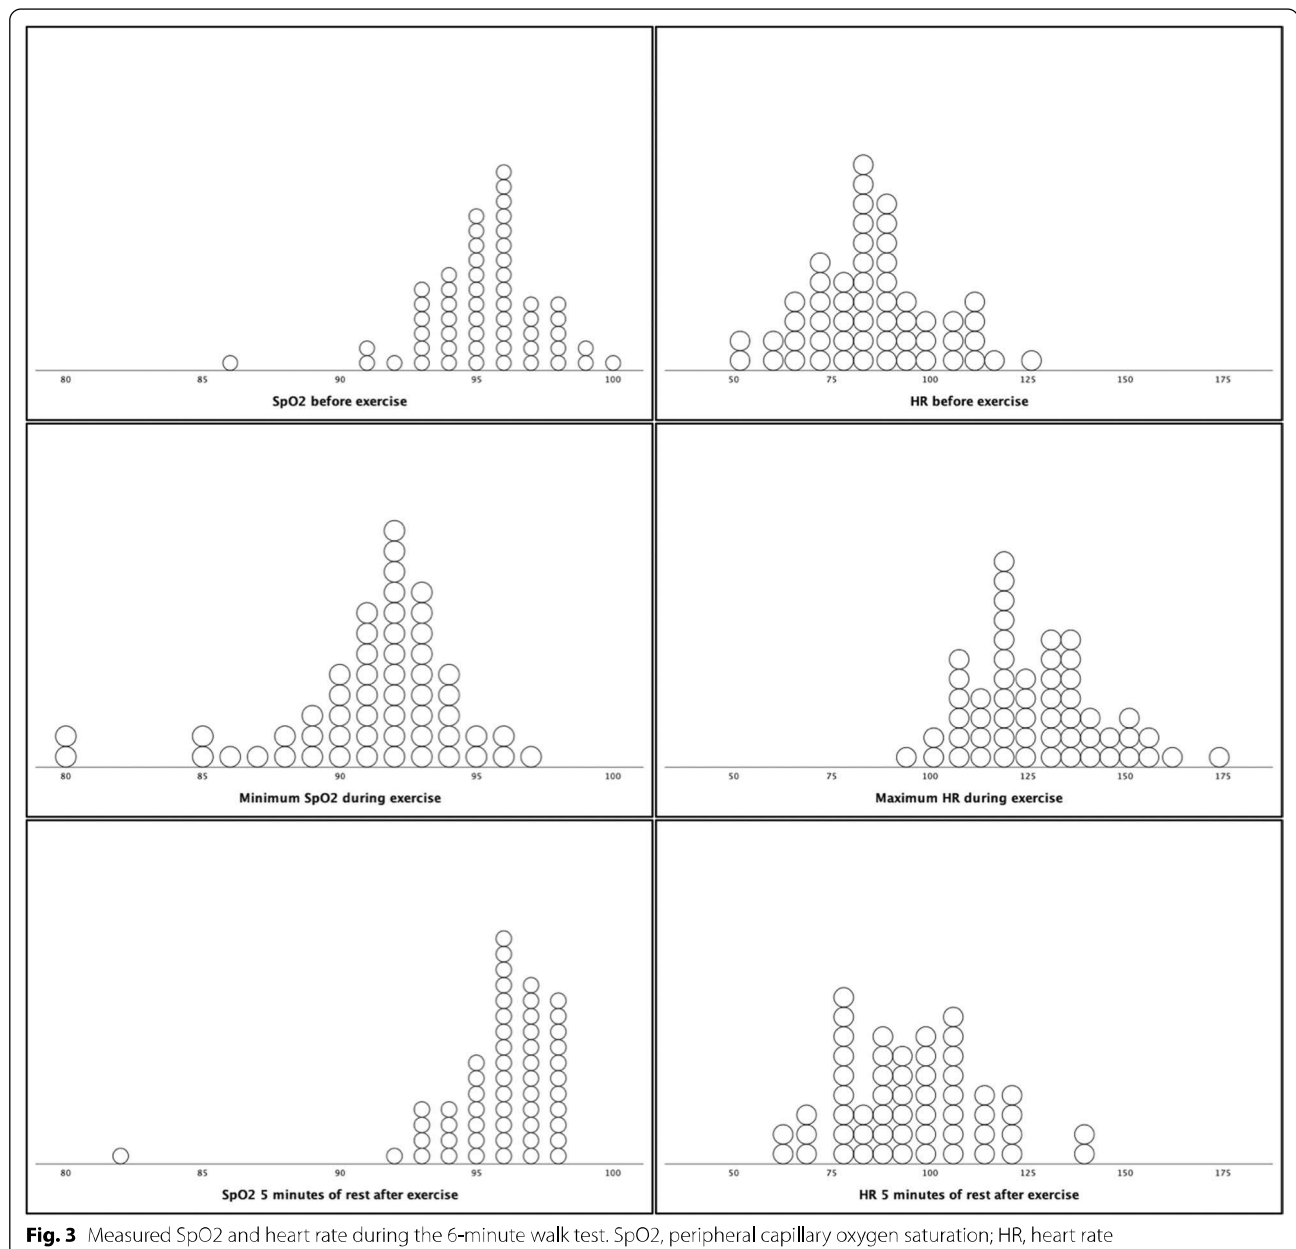 80 85 90 95 100
SpO2 before exercise
50 75 100 125 150 175
HR before exercise
80 85 90 95 100
Minimum SpO2 during exercise
50 75 100 125 150 175
Maximum HR during exercise
80 85 90 95 100
SpO2 5 minutes of rest after exercise
50 75 100 125 150 175
HR 5 minutes of rest after exercise
Fig. 3 Measured SpO2 and heart rate during the 6-minute walk test. SpO2, peripheral capillary oxygen saturation; HR, heart rate